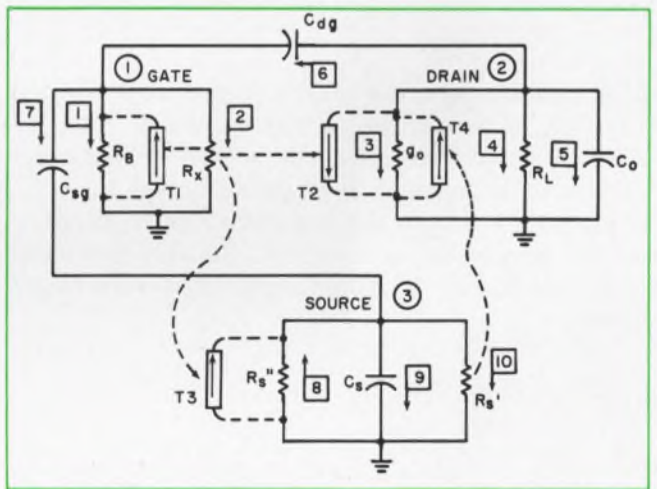 Cdg
1 GATE
6
DRAIN 2
7
1
2
3
T4
4
5
RB
RX
go
RL
Co
Csg
T1
T2
SOURCE 3
T3
Rs"
8
Cs
9
10
Rs'